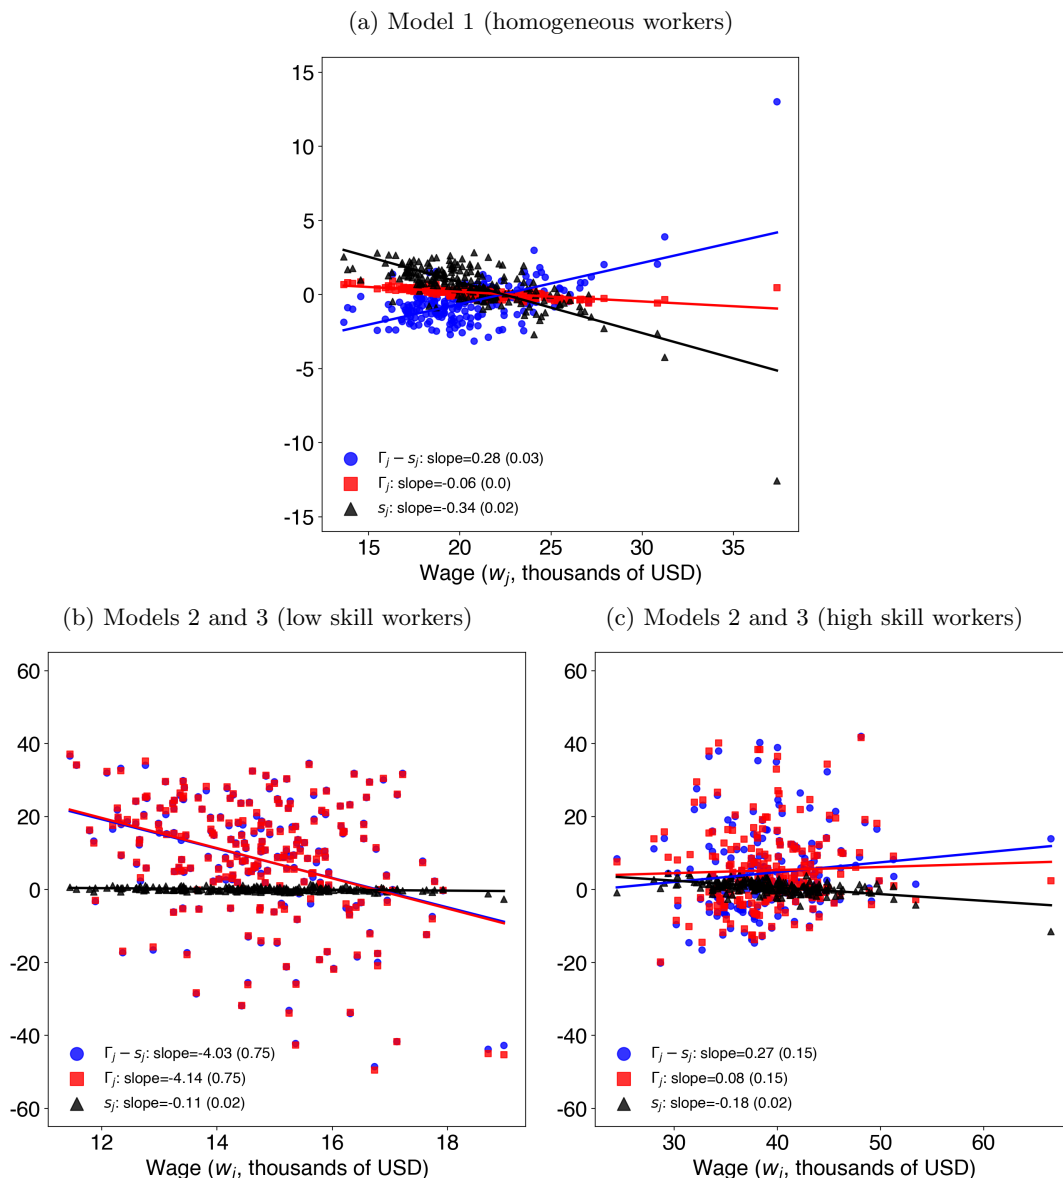 (a) Model 1 (homogeneous workers)
15
10
5
0
-5
-10
-15
Γj − sj: slope=0.28 (0.03)
Γj: slope=-0.06 (0.0)
sj: slope=-0.34 (0.02)
15 20 25 30 35
Wage (wj, thousands of USD)
(b) Models 2 and 3 (low skill workers) (c) Models 2 and 3 (high skill workers)
60
40
20
0
-20
-40
-60
Γj − sj: slope=-4.03 (0.75)
Γj: slope=-4.14 (0.75)
sj: slope=-0.11 (0.02)
12 14 16 18
Wage (wj, thousands of USD)
60
40
20
0
-20
-40
-60
Γj − sj: slope=0.27 (0.15)
Γj: slope=0.08 (0.15)
sj: slope=-0.18 (0.02)
30 40 50 60
Wage (wj, thousands of USD)